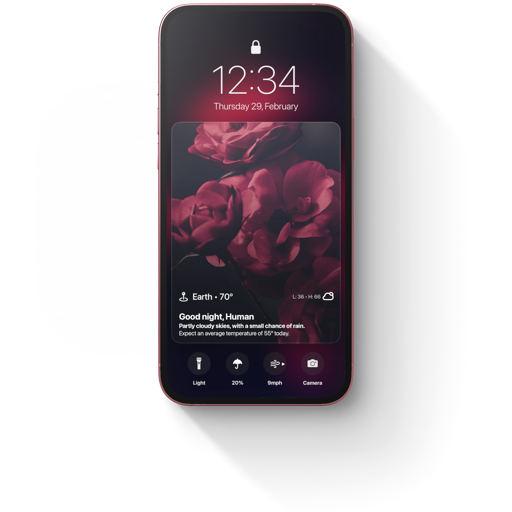 12:34
Thursday 29, February
Earth • 70°
L: 36 • H: 66
Good night, Human
Partly cloudy skies, with a small chance of rain.
Expect an average temperature of 55° today.
Light
20%
9mph
Camera